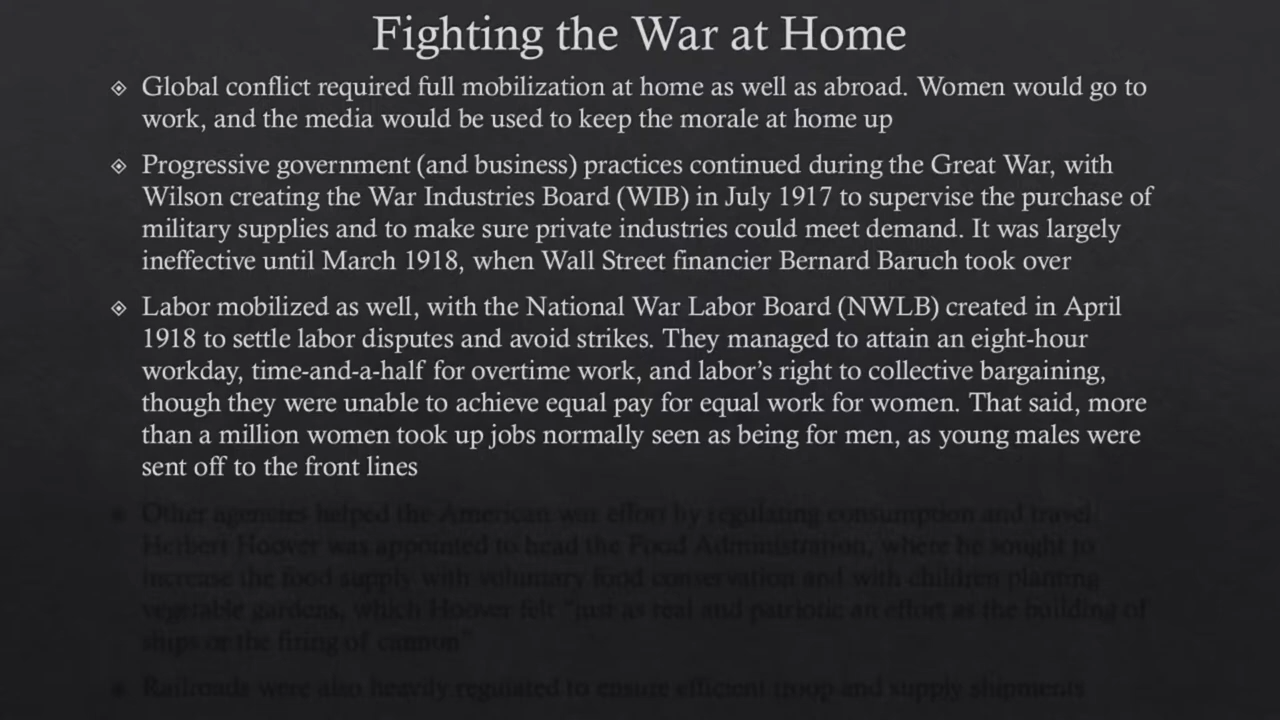 Fighting the War at Home
Global conflict required full mobilization at home as well as abroad. Women would go to
work, and the media would be used to keep the morale at home up
Progressive government (and business) practices continued during the Great War, with
Wilson creating the War Industries Board (WIB) in July 1917 to supervise the purchase of
military supplies and to make sure private industries could meet demand. It was largely
ineffective until March 1918, when Wall Street financier Bernard Baruch took over
Labor mobilized as well, with the National War Labor Board (NWLB) created in April
1918 to settle labor disputes and avoid strikes. They managed to attain an eight-hour
workday, time-and-a-half for overtime work, and labor's right to collective bargaining,
though they were unable to achieve equal pay for equal work for women. That said, more
than a million women took up jobs normally seen as being for men, as young males were
sent off to the front lines
Other agencies helped the American war effort by regulating consumption and travel
Herbert Hoover was appointed to head the Food Administration, where he sought to
increase the food supply with voluntary food conservation and with children planting
vegetable gardens, which Hoover felt "just as real and patriotic an effort as the building of
ships or the firing of cannon"
Railroads were also heavily regulated to ensure efficient troop and supply shipments